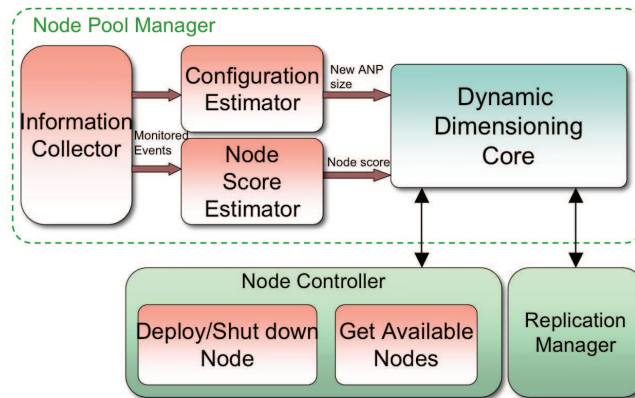 Node Pool Manager
Information
Collector
Monitored
Events
Configuration
Estimator
Node
Score
Estimator
New ANP
size
Node score
Dynamic
Dimensioning
Core
Node Controller
Deploy/Shut down
Node
Get Available
Nodes
Replication
Manager